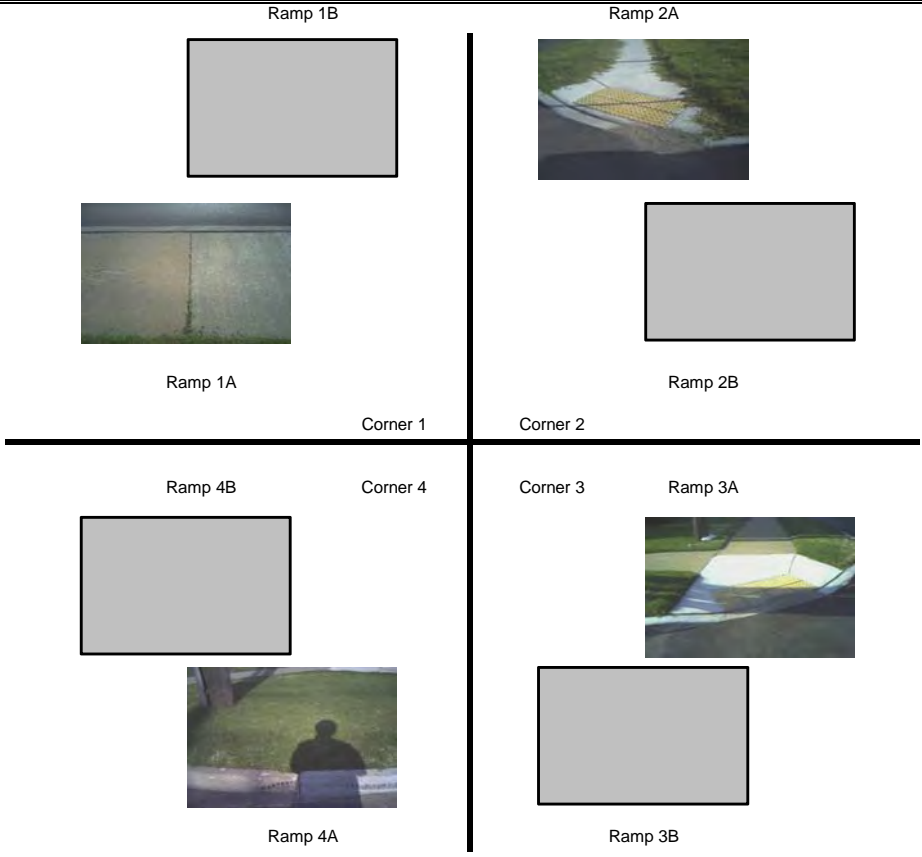 Ramp 1B Ramp 2A
Ramp 1A Ramp 2B
Corner 1 Corner 2
Ramp 4B Corner 4 Corner 3 Ramp 3A
Ramp 4A Ramp 3B